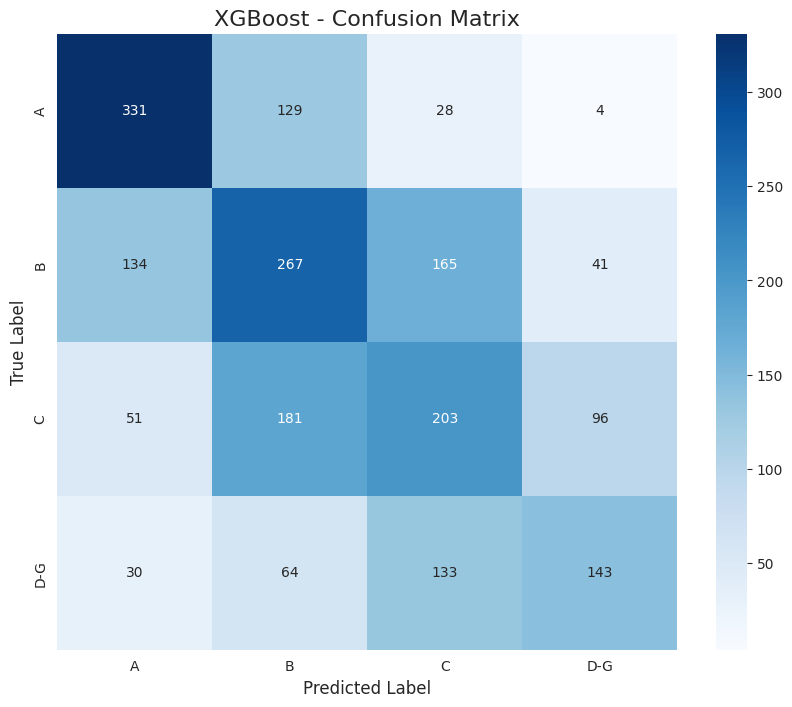 XGBoost - Confusion Matrix
A 331 129 28 4
B 134 267 165 41
C 51 181 203 96
D-G 30 64 133 143
A B C D-G
Predicted Label
True Label
300
250
200
150
100
50